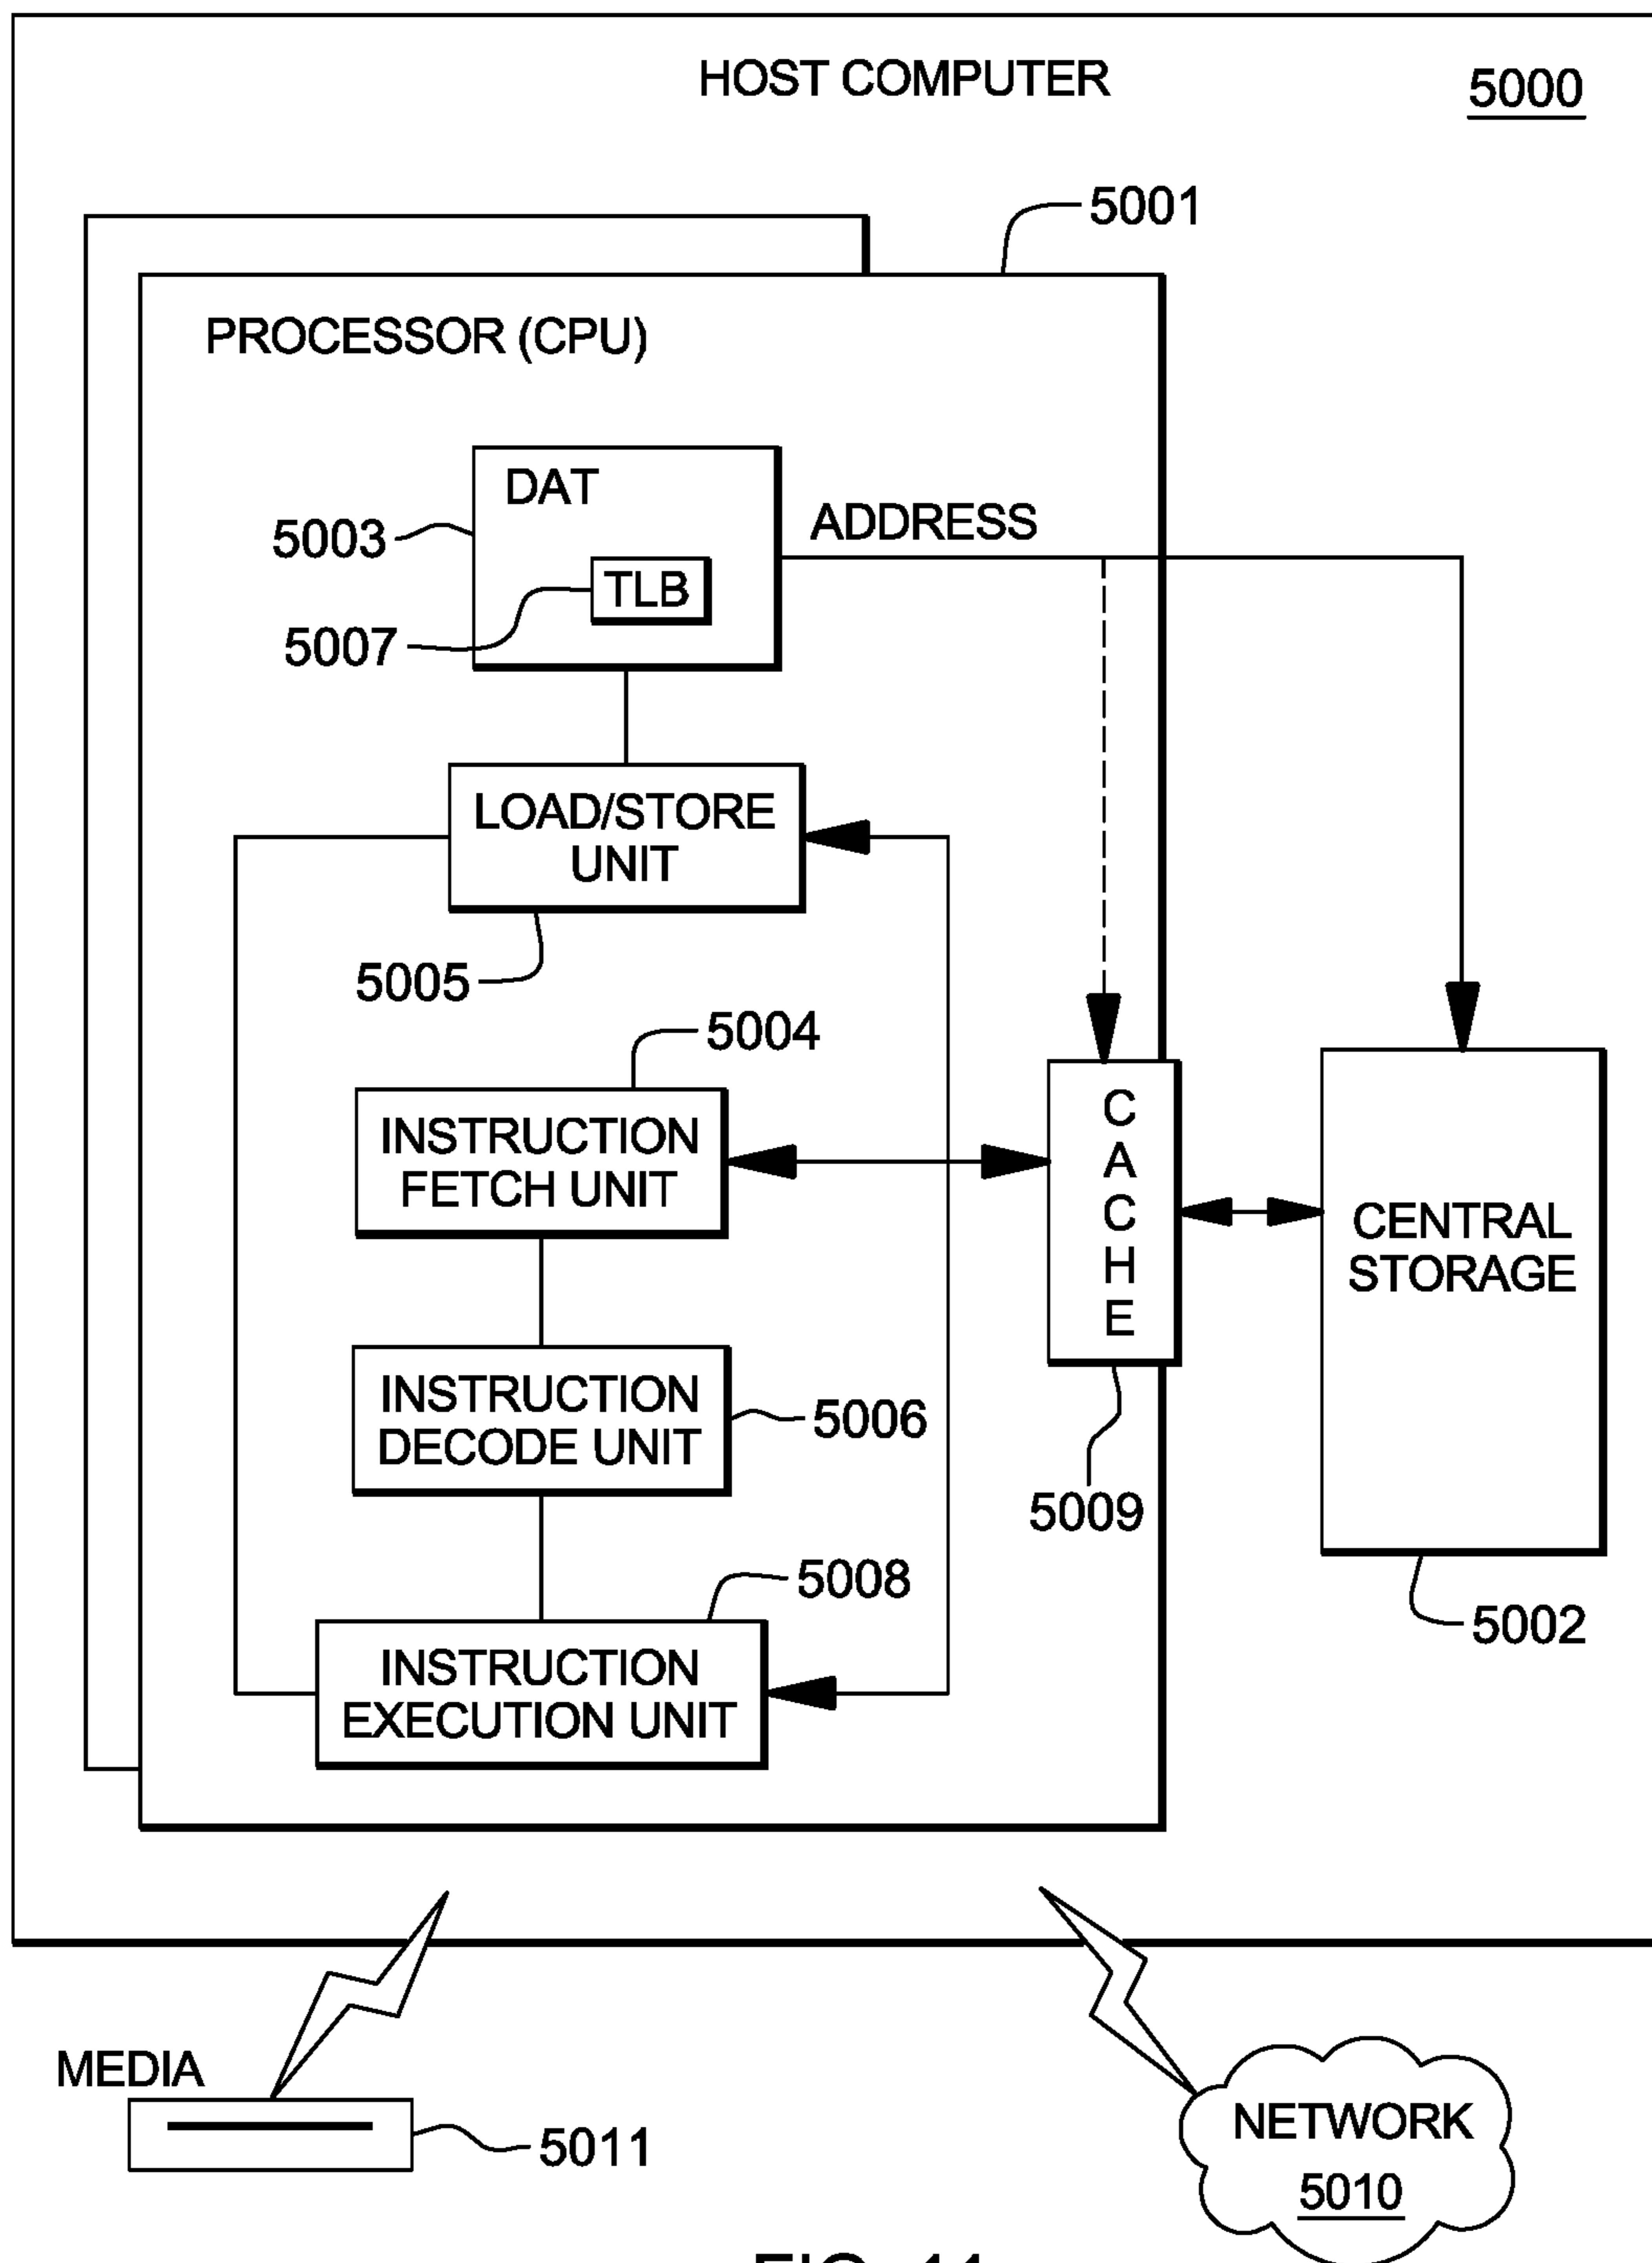 HOST COMPUTER
5000
5001
PROCESSOR (CPU)
DAT
ADDRESS
5003
TLB
5007
LOAD/STORE
UNIT
5005
5004
INSTRUCTION
FETCH UNIT
CACHE
CENTRAL
STORAGE
INSTRUCTION
DECODE UNIT
5006
5009
5008
5002
INSTRUCTION
EXECUTION UNIT
MEDIA
5011
NETWORK
5010